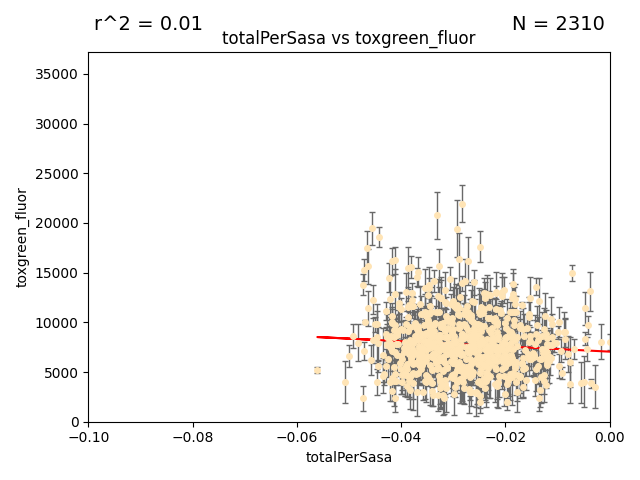 r^2 = 0.01
N = 2310
totalPerSasa vs toxgreen_fluor
35000
30000
25000
20000
15000
10000
5000
0
toxgreen_fluor
−0.10
−0.08
−0.06
−0.04
−0.02
0.00
totalPerSasa